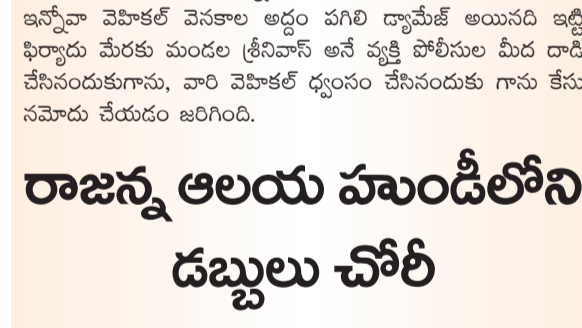 ఇన్నోవా వెహికల్ వెనకాల అద్దం పగిలి డ్యామేజ్ అయినది ఇట్టి
ఫిర్యాదు మేరకు మండల శ్రీనివాస్ అనే వ్యక్తి పోలీసుల మీద దాడి
చేసినందుకుగాను, వారి వెహికల్ ధ్వంసం చేసినందుకు గాను కేసు
నమోదు చేయడం జరిగింది.
రాజన్న ఆలయ హుండీలోని
డబ్బులు చోరీ